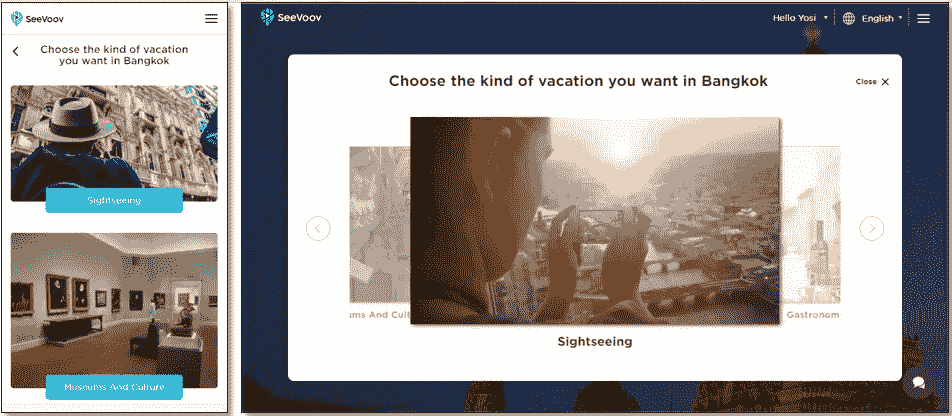 SeeVoov
Choose the kind of vacation
you want in Bangkok
Sightseeing
Museums And Culture
SeeVoov
Hello Yosi
English
Choose the kind of vacation you want in Bangkok
Close
ums And Cult
Gastronom
Sightseeing